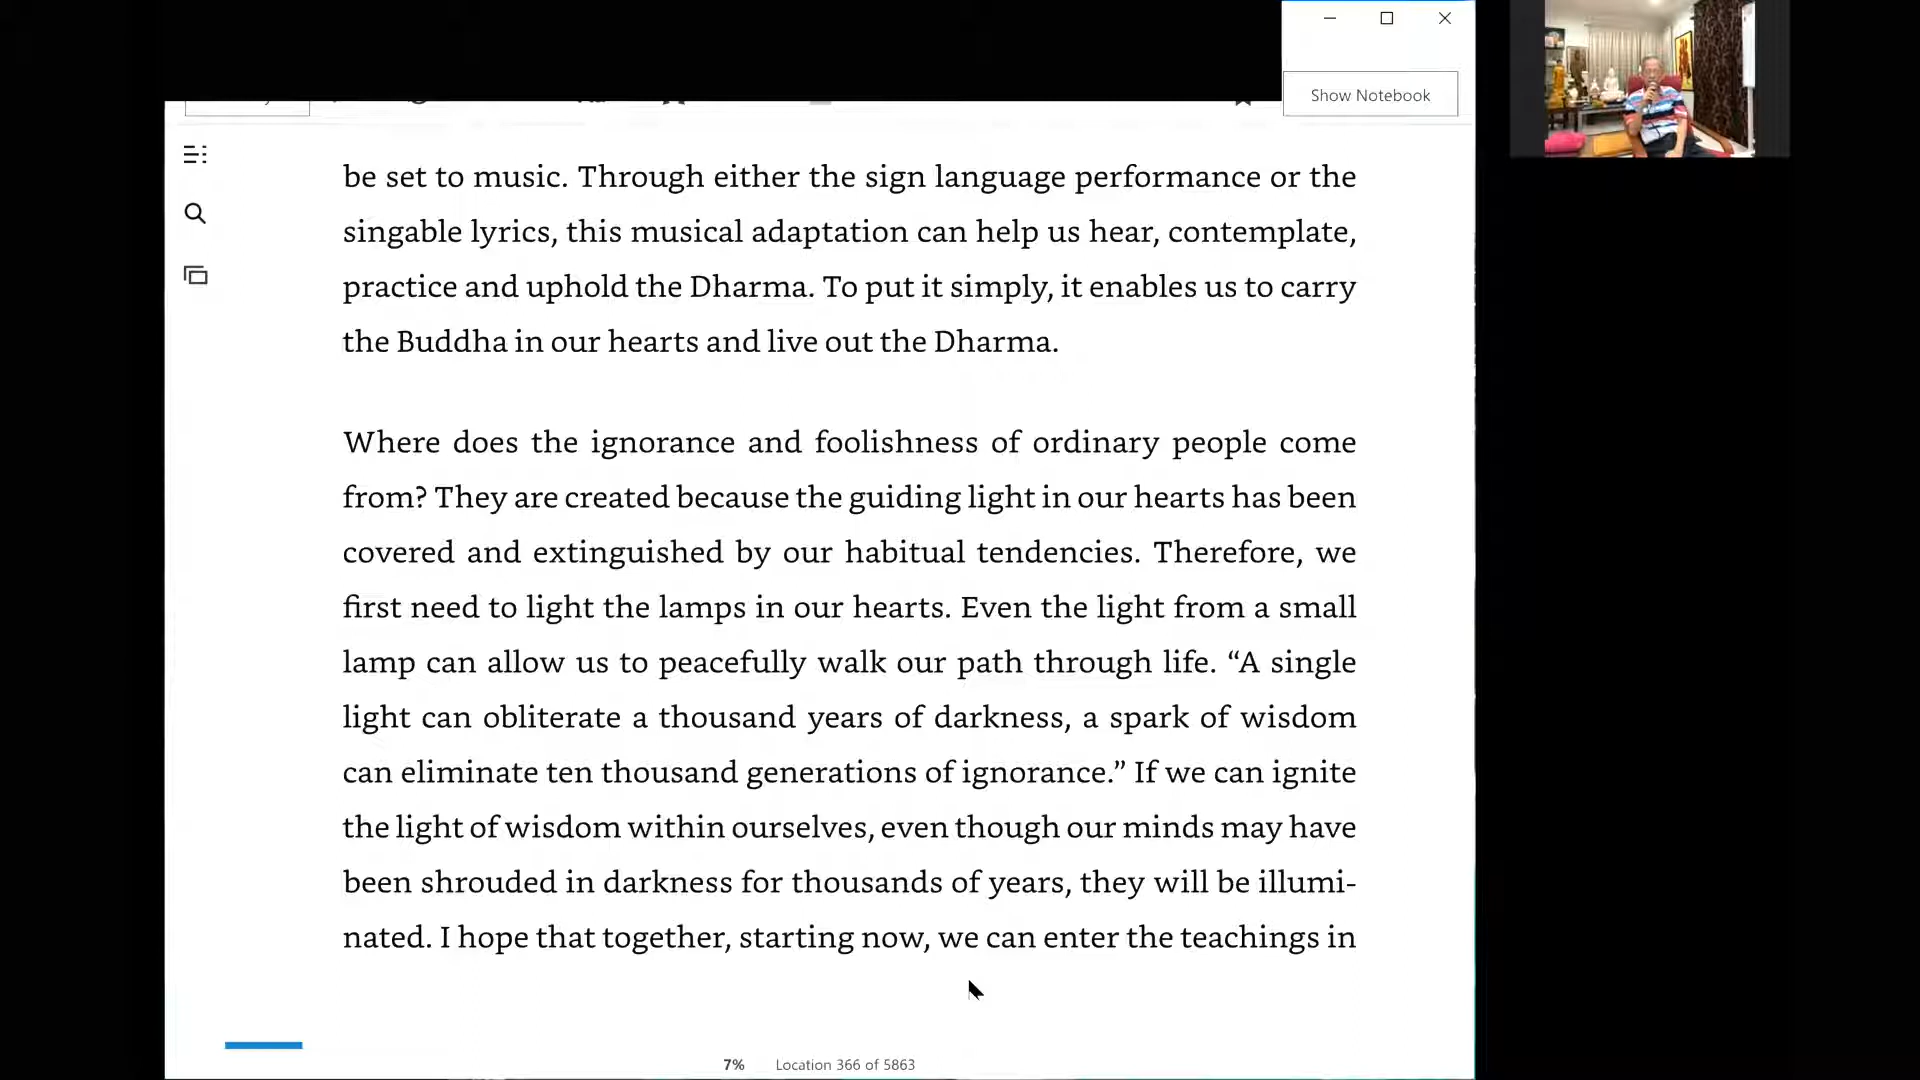 Show Notebook
be set to music. Through either the sign language performance or the
singable lyrics, this musical adaptation can help us hear, contemplate,
practice and uphold the Dharma. To put it simply, it enables us to carry
the Buddha in our hearts and live out the Dharma.
Where does the ignorance and foolishness of ordinary people come
from? They are created because the guiding light in our hearts has been
covered and extinguished by our habitual tendencies. Therefore, we
first need to light the lamps in our hearts. Even the light from a small
lamp can allow us to peacefully walk our path through life. “A single
light can obliterate a thousand years of darkness, a spark of wisdom
can eliminate ten thousand generations of ignorance.” If we can ignite
the light of wisdom within ourselves, even though our minds may have
been shrouded in darkness for thousands of years, they will be illumi-
nated. I hope that together, starting now, we can enter the teachings in
7% Location 366 of 5863